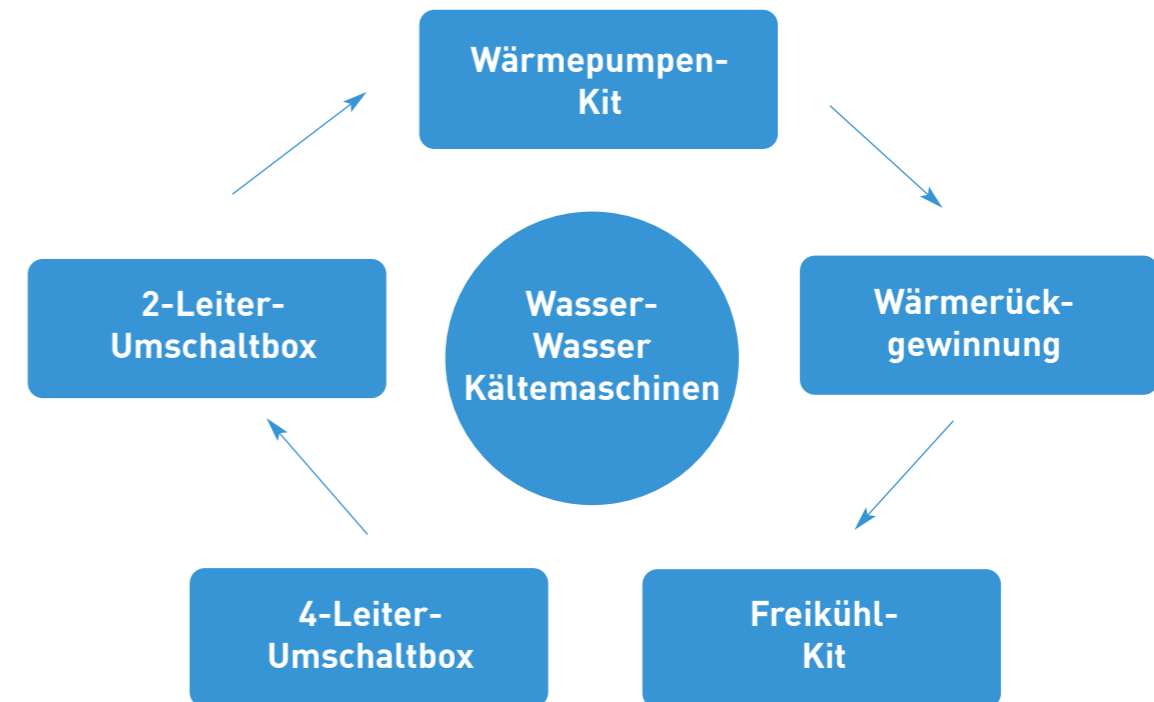 Wärmepumpen-
Kit
2-Leiter-
Umschaltbox
Wasser-
Wasser
Kältemaschinen
Wärmerück-
gewinnung
4-Leiter-
Umschaltbox
Freikühl-
Kit